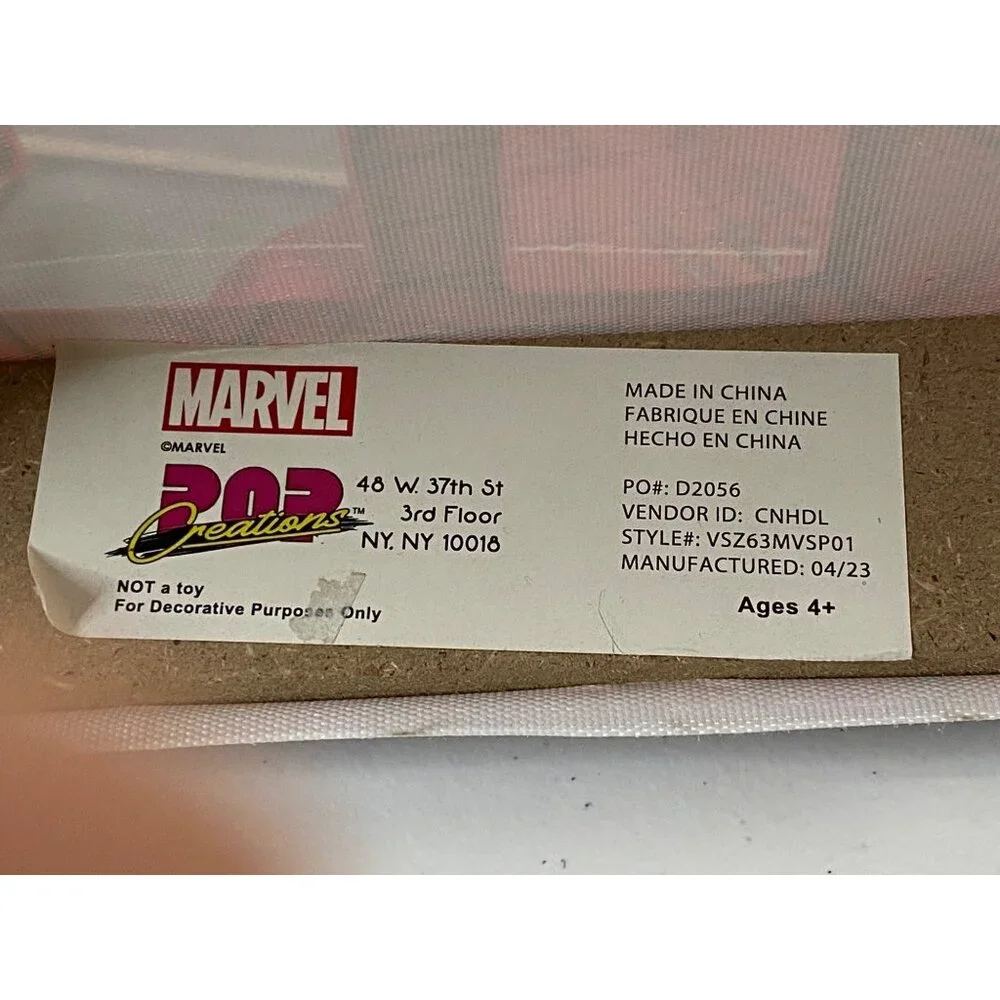 MARVEL
©MARVEL
POP
Creations™
48 W. 37th St
3rd Floor
NY, NY 10018
NOT a toy
For Decorative Purposes Only
MADE IN CHINA
FABRIQUE EN CHINE
HECHO EN CHINA
PO#: D2056
VENDOR ID: CNHDL
STYLE#: VSZ63MVSP01
MANUFACTURED: 04/23
Ages 4+